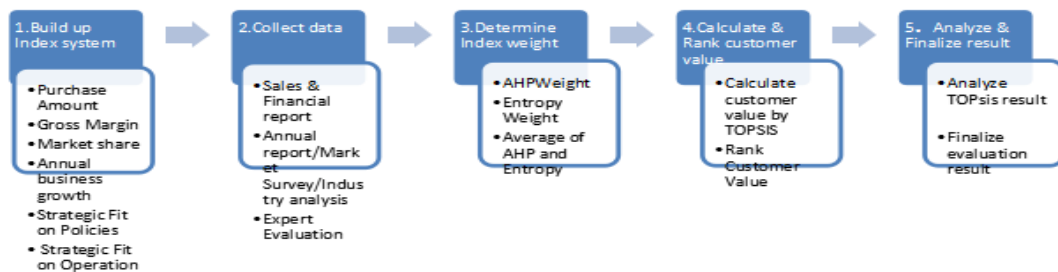 1.Build up
Index system
•Purchase
Amount
•Gross Margin
•Market share
•Annual
business
growth
•Strategic Fit
on Policies
• Strategic Fit
on Operation
2.Collect data
•Sales &
Financial
report
•Annual
report/Mark
et
Survey/Indus
try analysis
•Expert
Evaluation
3.Determine
Index weight
•AHPWeight
•Entropy
Weight
•Average of
AHP and
Entropy
4.Calculate &
Rank customer
value
•Calculate
customer
value by
TOPSIS
•Rank
Customer
Value
5. Analyze &
Finalize result
•Analyze
TOPsis result
•Finalize
evaluation
result